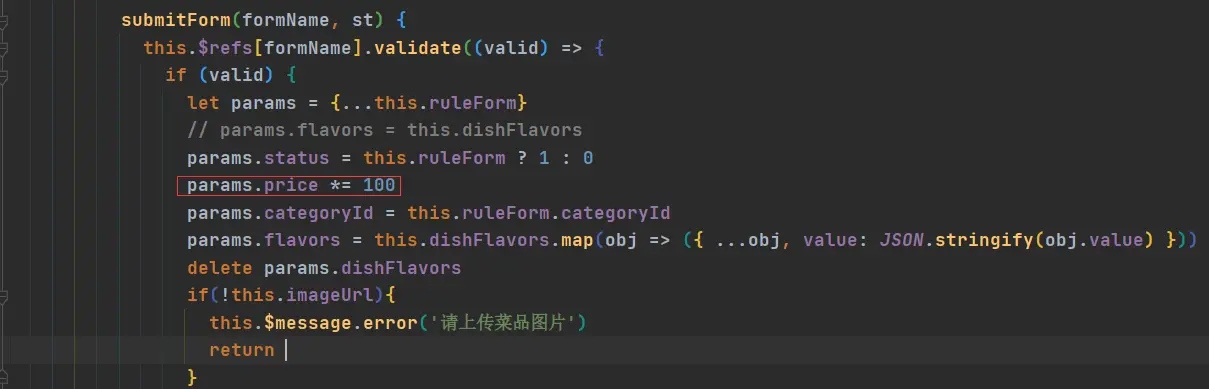 submitForm(formName, st) {
this.$refs[formName].validate((valid) => {
if (valid) {
let params = {...this.ruleForm}
// params.flavors = this.dishFlavors
params.status = this.ruleForm ? 1 : 0
params.price *= 100
params.categoryId = this.ruleForm.categoryId
params.flavors = this.dishFlavors.map(obj => ({ ...obj, value: JSON.stringify(obj.value) }))
delete params.dishFlavors
if(!this.imageUrl){
this.$message.error('请上传菜品图片')
return
}